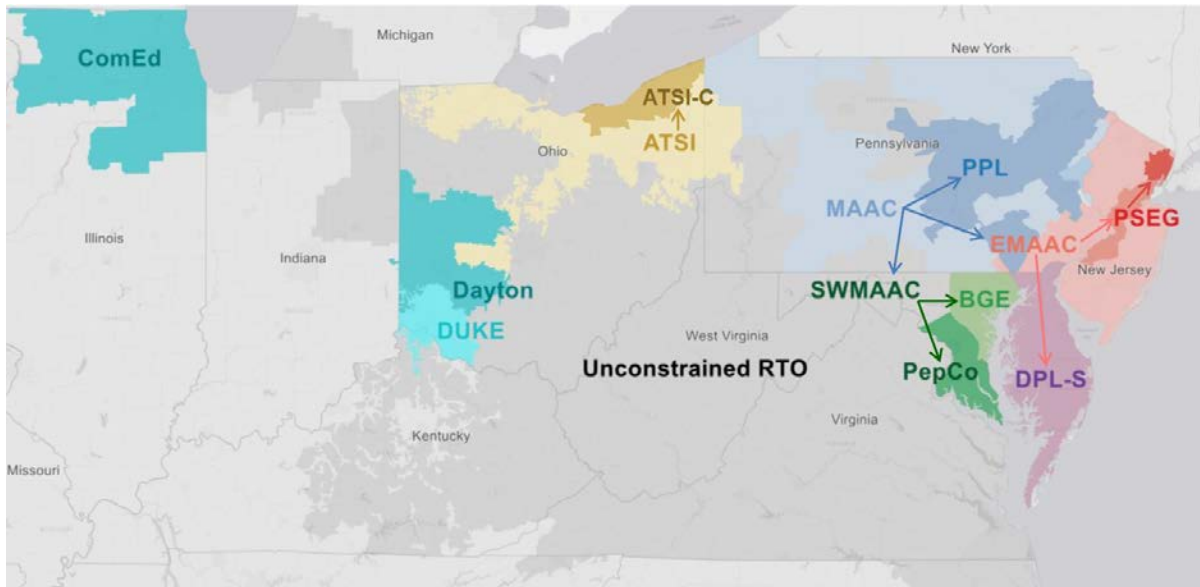 New York
Michigan
ComEd
ATSI-C
ATSI
Ohio
Pennsylvania
PPL
MAAC
PSEG
EMAAC
Illinois
Indiana
New Jersey
SWMAAC
BGE
Dayton
DUKE
West Virginia
Unconstrained RTO
PepCo
DPL-S
Virginia
Kentucky
Missouri